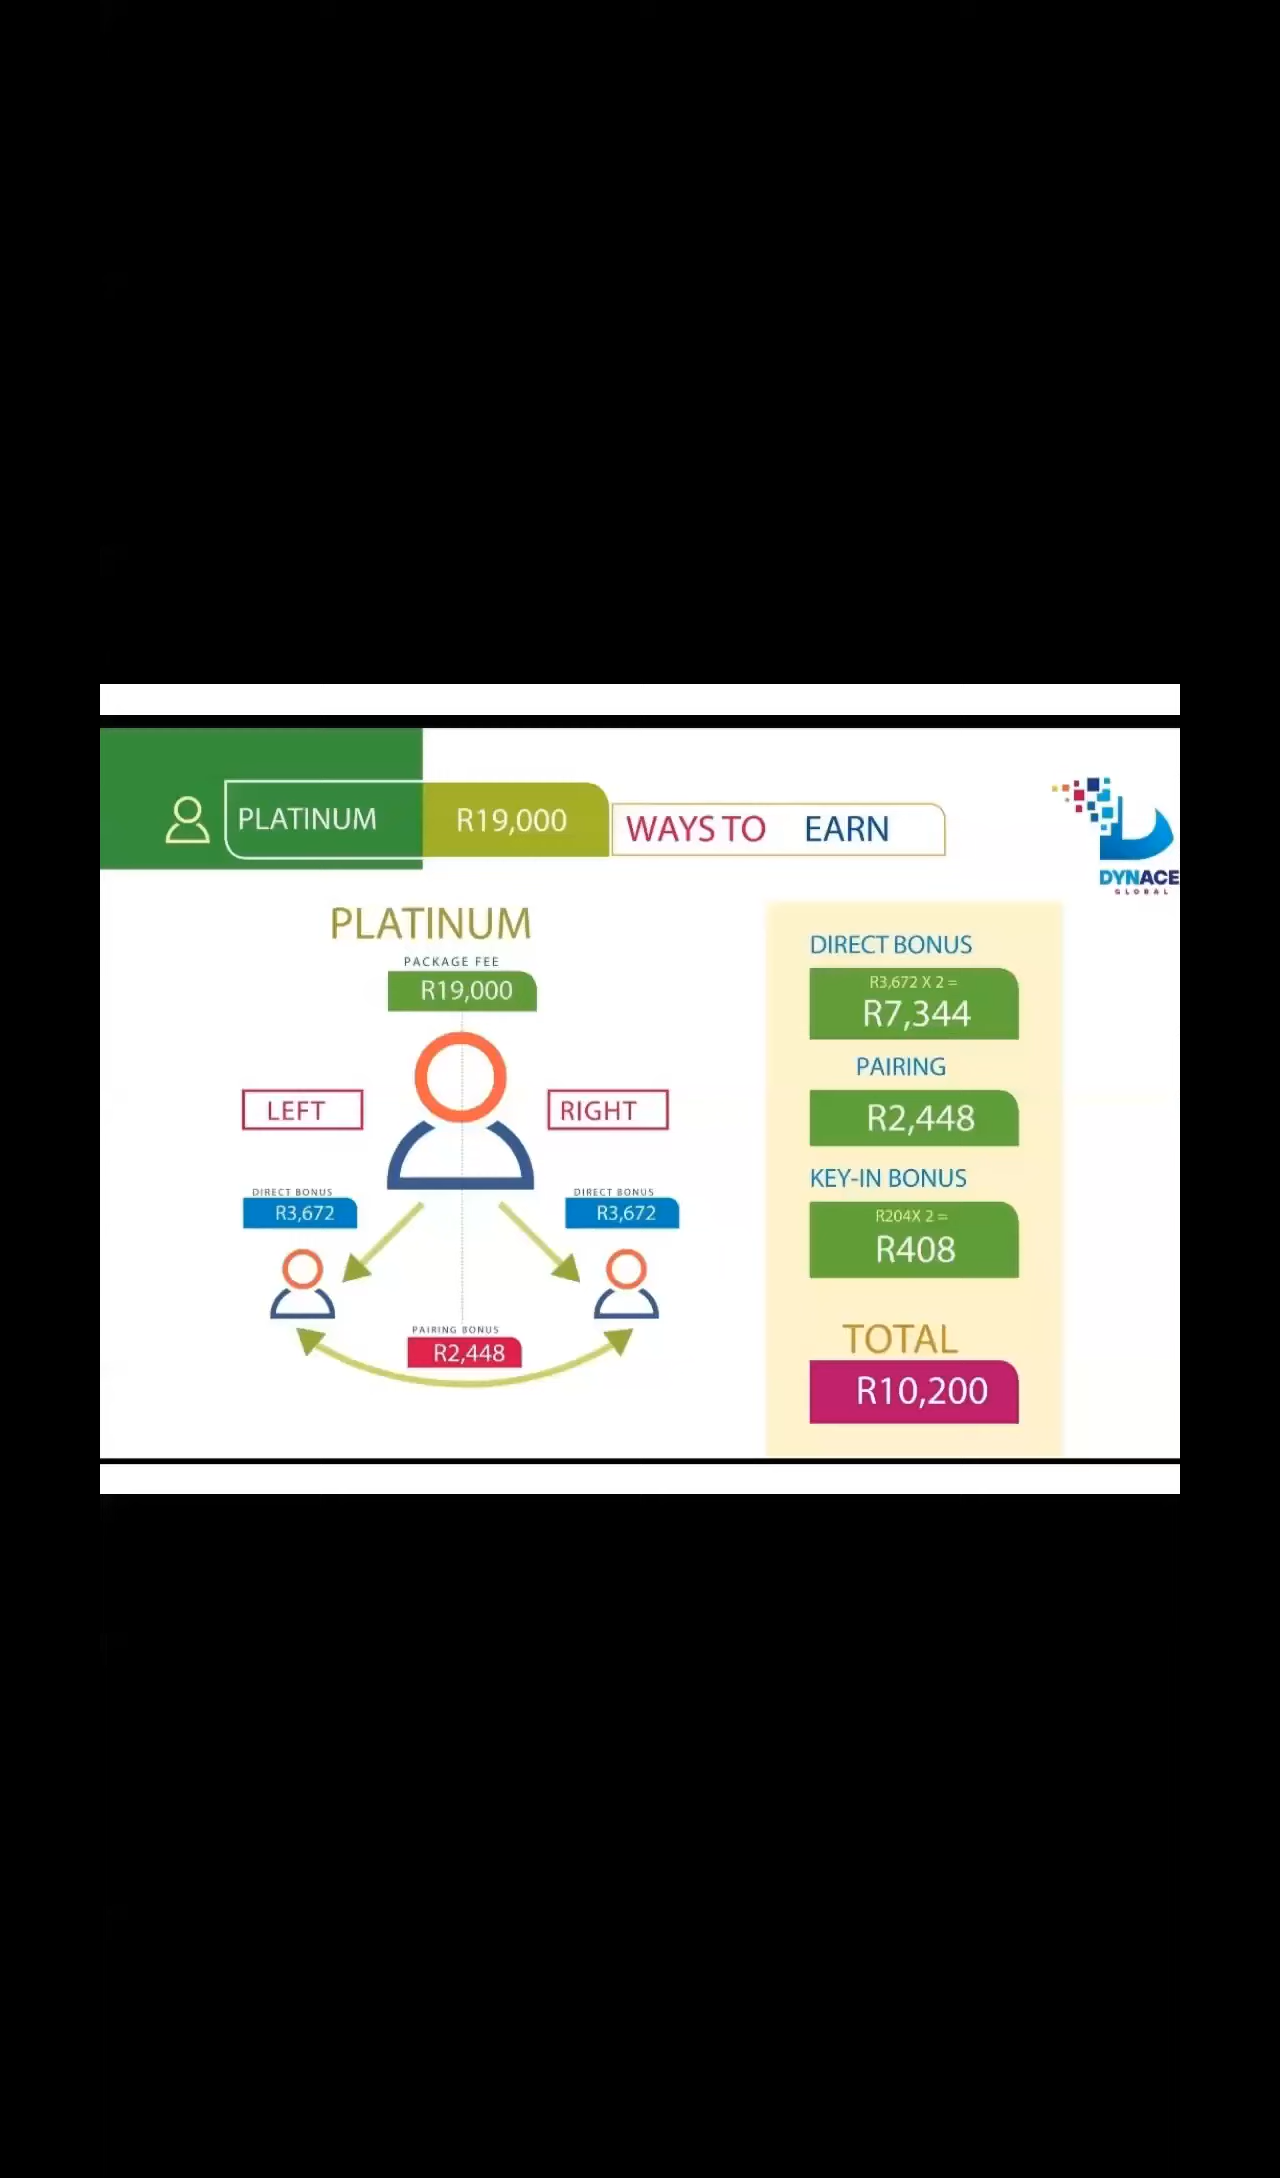 PLATINUM
R19,000
WAYS TO EARN
DYNACE
GLOBAL
PLATINUM
PACKAGE FEE
R19,000
LEFT
RIGHT
DIRECT BONUS
R3,672
DIRECT BONUS
R3,672
PAIRING BONUS
R2,448
DIRECT BONUS
R3,672 X 2 =
R7,344
PAIRING
R2,448
KEY-IN BONUS
R204X 2 =
R408
TOTAL
R10,200